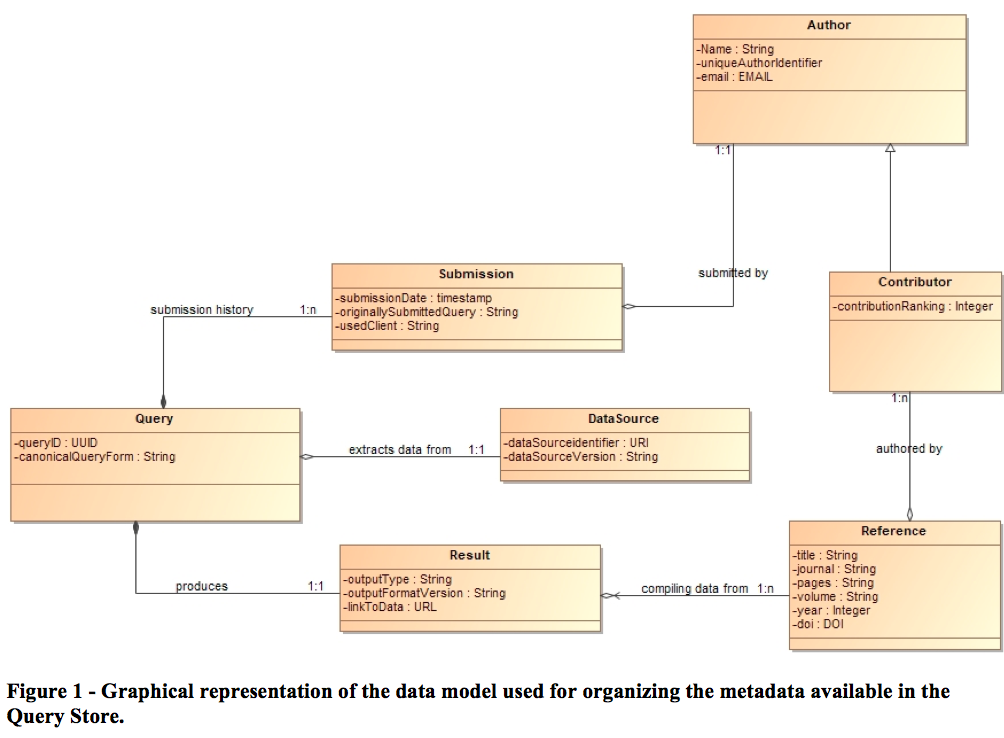 Author
-Name : String
-uniqueAuthorIdentifier
-email : EMAIL
1:1
submitted by
Submission
-submissionDate : timestamp
-originallySubmittedQuery : String
-usedClient : String
submission history 1:n
Contributor
-contributionRanking : Integer
1:n
authored by
Query
-queryID : UUID
-canonicalQueryForm : String
extracts data from 1:1
DataSource
-dataSourceidentifier : URI
-dataSourceVersion : String
Reference
-title : String
-journal : String
-pages : String
-volume : String
-year : Integer
-doi : DOI
Result
-outputType : String
-outputFormatVersion : String
-linkToData : URL
produces 1:1
compiling data from 1:n
Figure 1 - Graphical representation of the data model used for organizing the metadata available in the
Query Store.